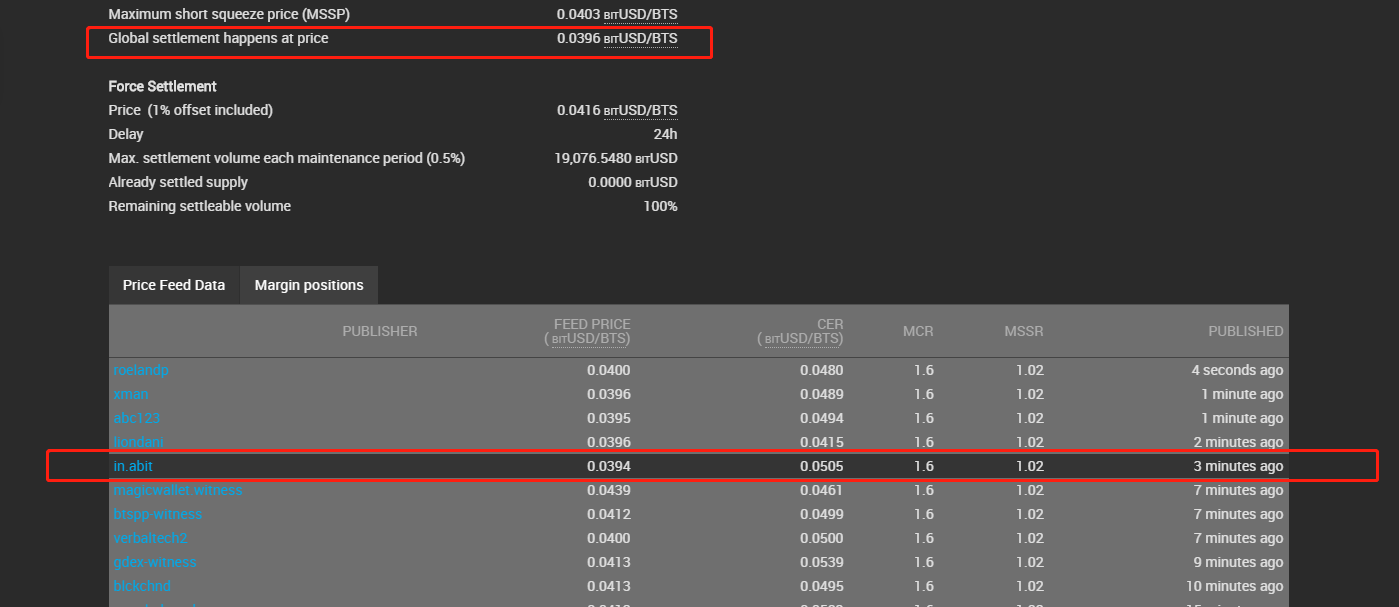 Maximum short squeeze price (MSSP) 0.0403 BITUSD/BTS
Global settlement happens at price 0.0396 BITUSD/BTS
Force Settlement
Price (1% offset included) 0.0416 BITUSD/BTS
Delay 24h
Max. settlement volume each maintenance period (0.5%) 19,076.5480 BITUSD
Already settled supply 0.0000 BITUSD
Remaining settleable volume 100%
Price Feed Data Margin positions
PUBLISHER FEED PRICE (BITUSD/BTS) CER (BITUSD/BTS) MCR MSSR PUBLISHED
roelandp 0.0400 0.0480 1.6 1.02 4 seconds ago
xman 0.0396 0.0489 1.6 1.02 1 minute ago
abc123 0.0395 0.0494 1.6 1.02 1 minute ago
liondani 0.0396 0.0415 1.6 1.02 2 minutes ago
in.abit 0.0394 0.0505 1.6 1.02 3 minutes ago
magicwallet.witness 0.0439 0.0461 1.6 1.02 7 minutes ago
btspp-witness 0.0412 0.0499 1.6 1.02 7 minutes ago
verbaltech2 0.0400 0.0500 1.6 1.02 7 minutes ago
gdex-witness 0.0413 0.0539 1.6 1.02 9 minutes ago
bickchnd 0.0413 0.0495 1.6 1.02 10 minutes ago